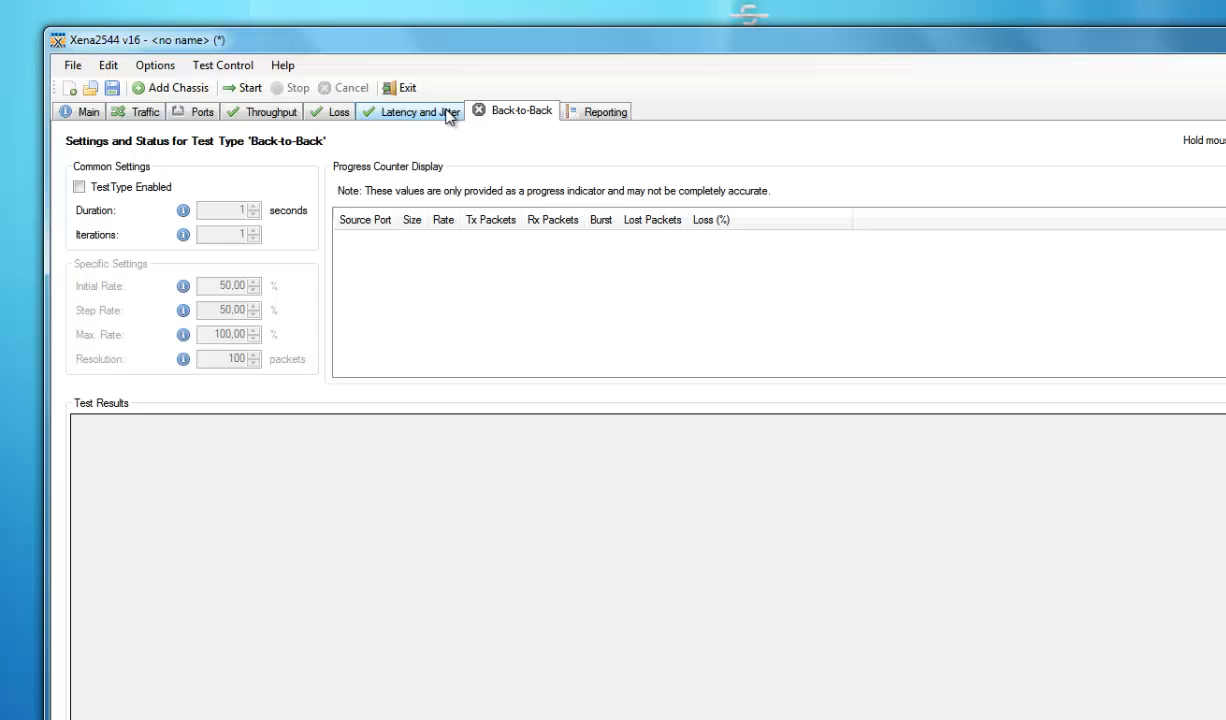 Xena2544 v16 - <no name> (*)
File Edit Options Test Control Help
Add Chassis Start Stop Cancel Exit
Main Traffic Ports Throughput Loss Latency and Jitter Back-to-Back Reporting
Settings and Status for Test Type 'Back-to-Back' Hold mou
Common Settings Progress Counter Display
TestType Enabled Note: These values are only provided as a progress indicator and may not be completely accurate.
Duration: 1 seconds
Source Port Size Rate Tx Packets Rx Packets Burst Lost Packets Loss (%)
Iterations: 1
Specific Settings
Initial Rate: 50,00 %
Step Rate: 50,00 %
Max. Rate: 100,00 %
Resolution: 100 packets
Test Results